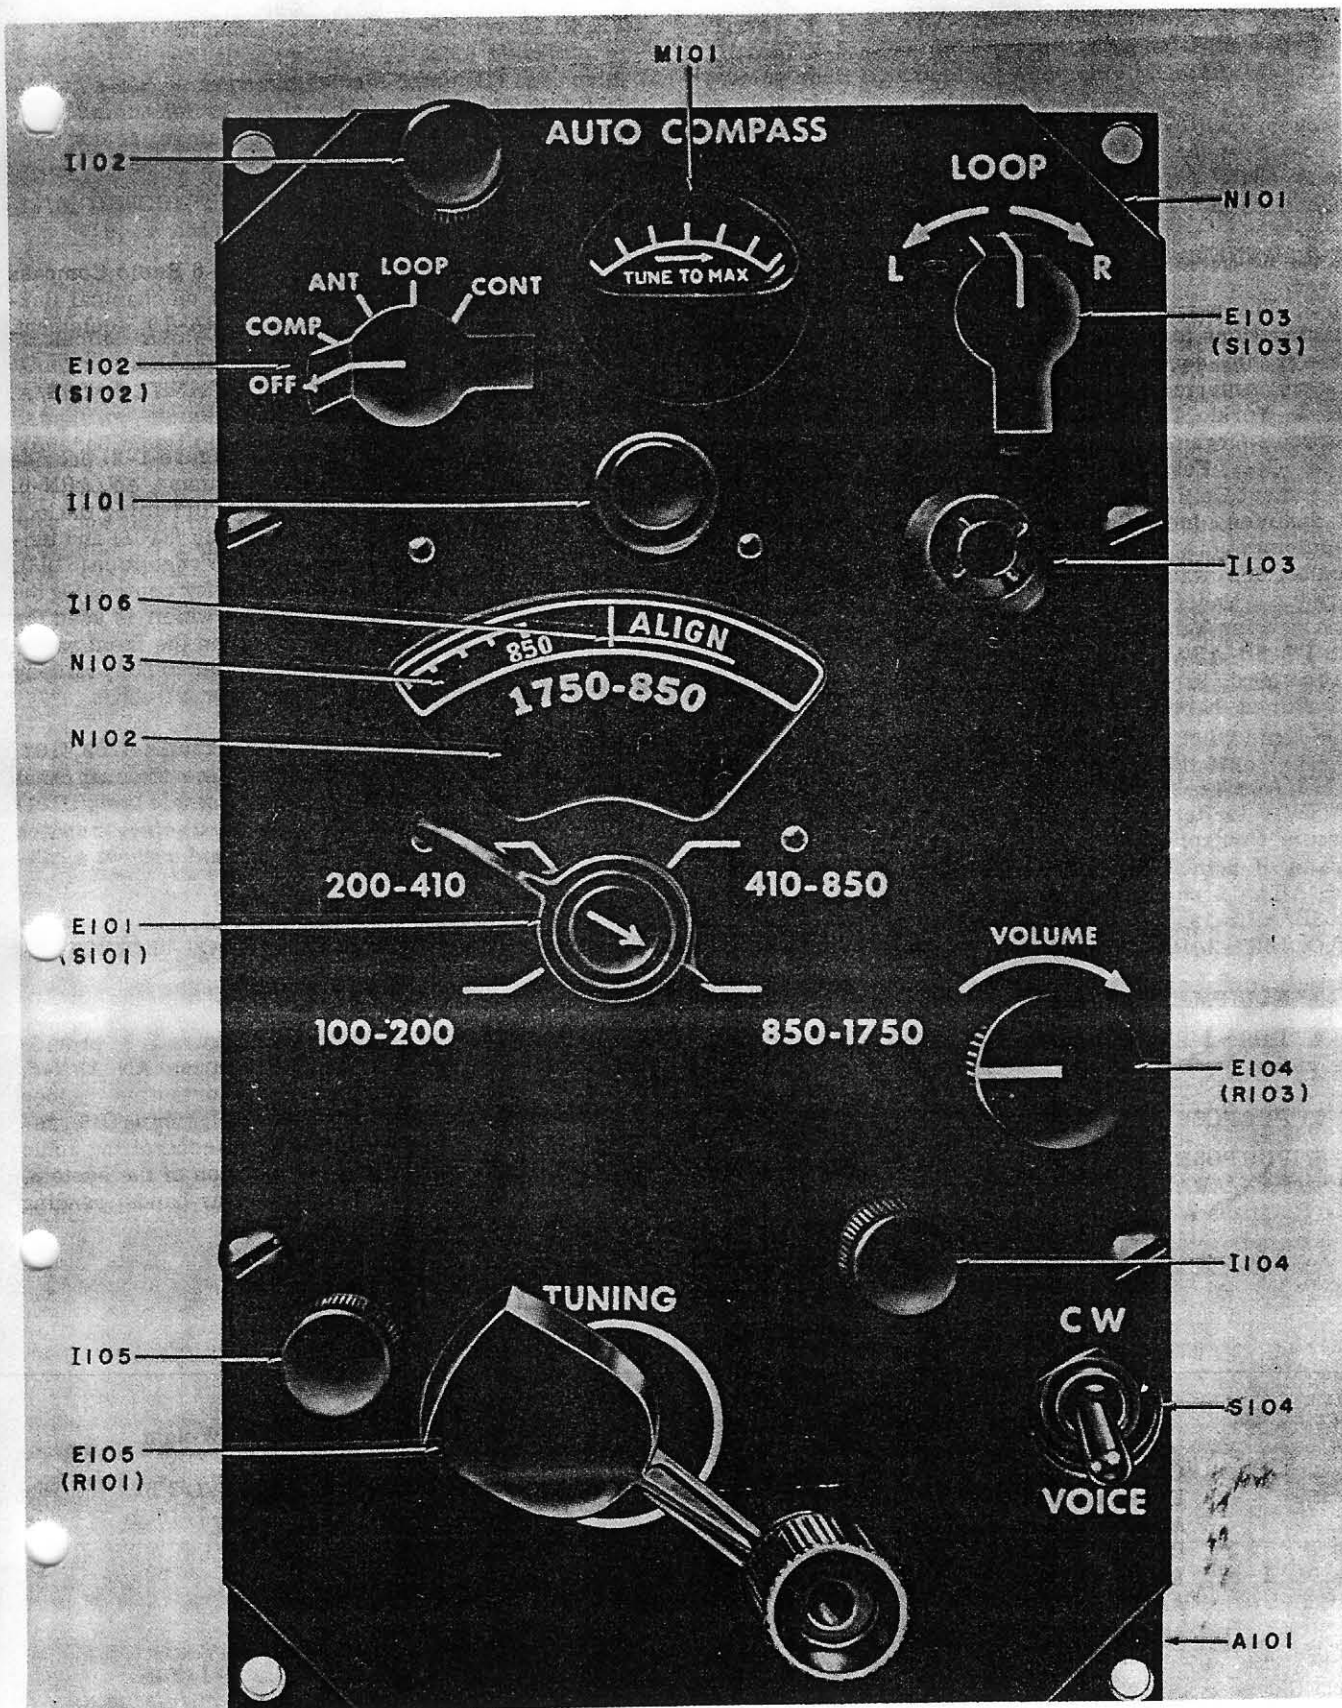 M101
AUTO COMPASS
I102
LOOP
N101
TUNE TO MAX
L
R
LOOP
ANT
CONT
COMP
OFF
E102
(S102)
E103
(S103)
I101
I103
I106
ALIGN
850
N103
1750-850
N102
200-410
410-850
E101
(S101)
VOLUME
100-200
850-1750
E104
(R103)
I104
TUNING
CW
I105
S104
E105
(R101)
VOICE
A101